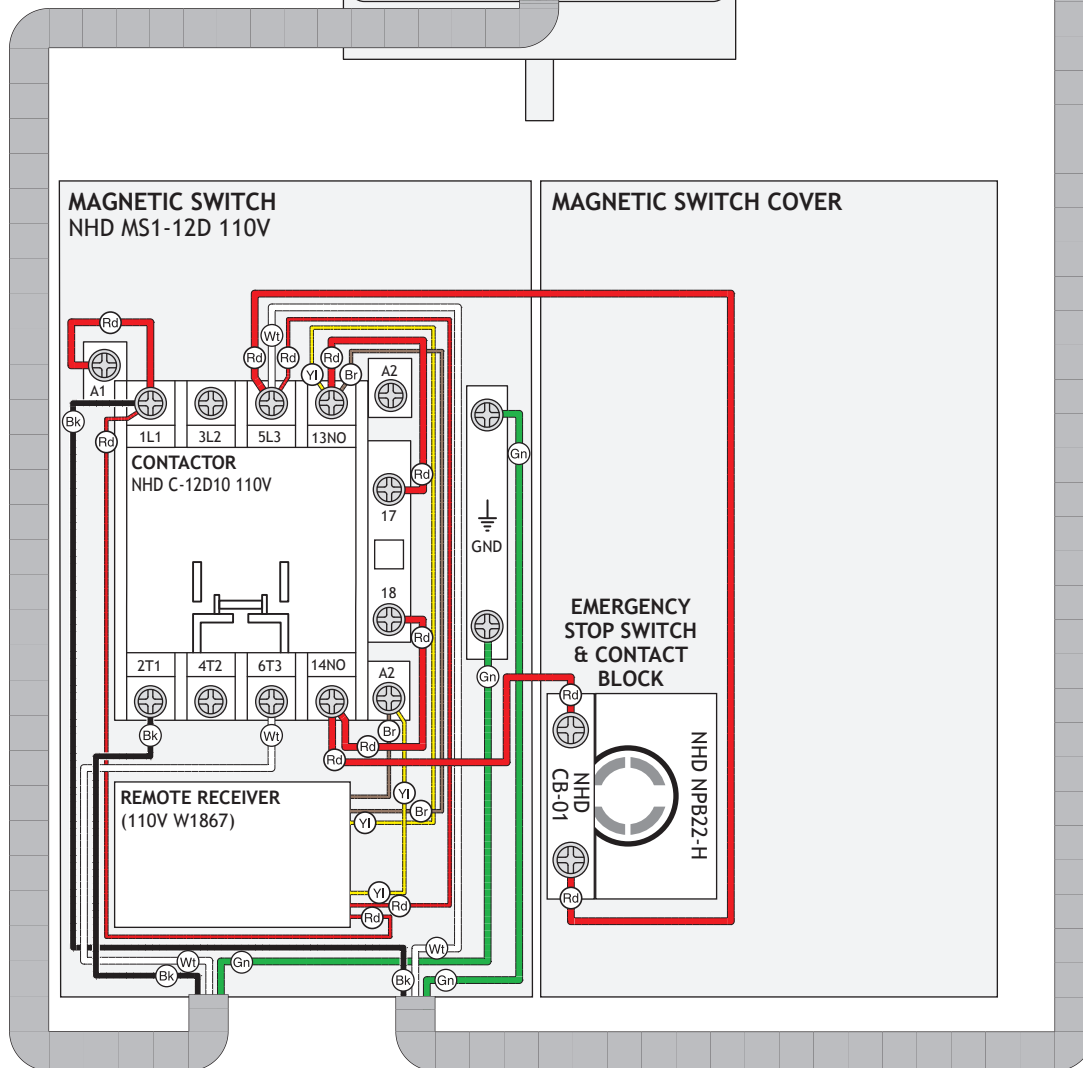 MAGNETIC SWITCH
NHD MS1-12D 110V
MAGNETIC SWITCH COVER
Rd
Wt
Rd
Rd
Yl
Rd
Br
A1
A2
Bk
Rd
1L1
3L2
5L3
13NO
Gn
CONTACTOR
NHD C-12D10 110V
Rd
17
GND
18
Rd
EMERGENCY
STOP SWITCH
& CONTACT
BLOCK
2T1
4T2
6T3
14NO
A2
Gn
Rd
Bk
Wt
Br
Rd
Rd
NHD
CB-01
NHD NPB22-H
REMOTE RECEIVER
(110V W1867)
Yl
Br
Yl
Yl
Rd
Rd
Rd
Wt
Wt
Gn
Bk
Bk
Gn